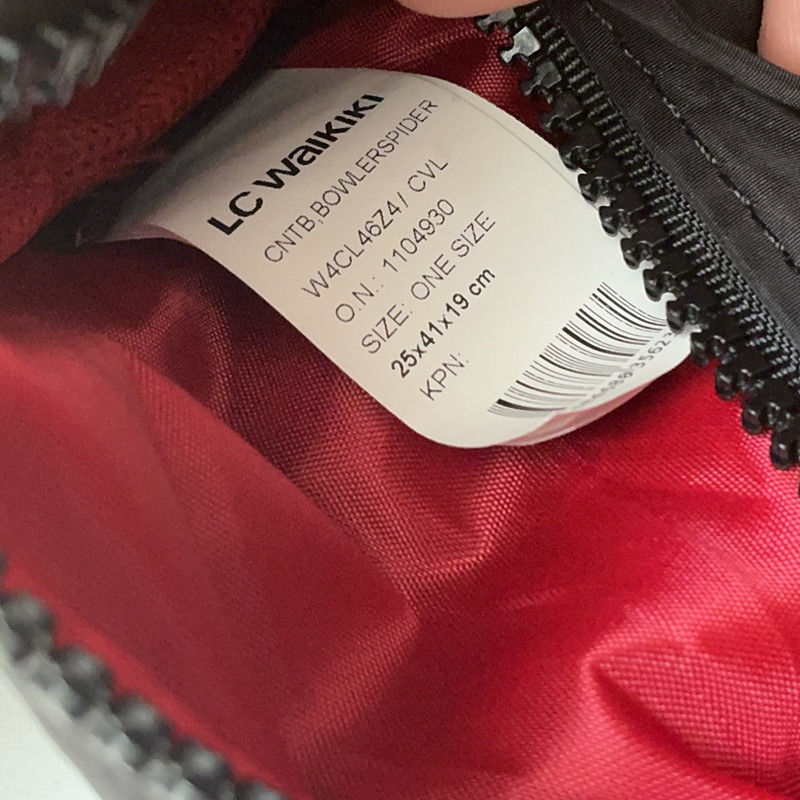 LC WAIKIKI
CNTB,BOWLERSPIDER
W4CL46Z4 / CVL
O.N.: 1104930
SIZE: ONE SIZE
25x41x19 cm
KPN: